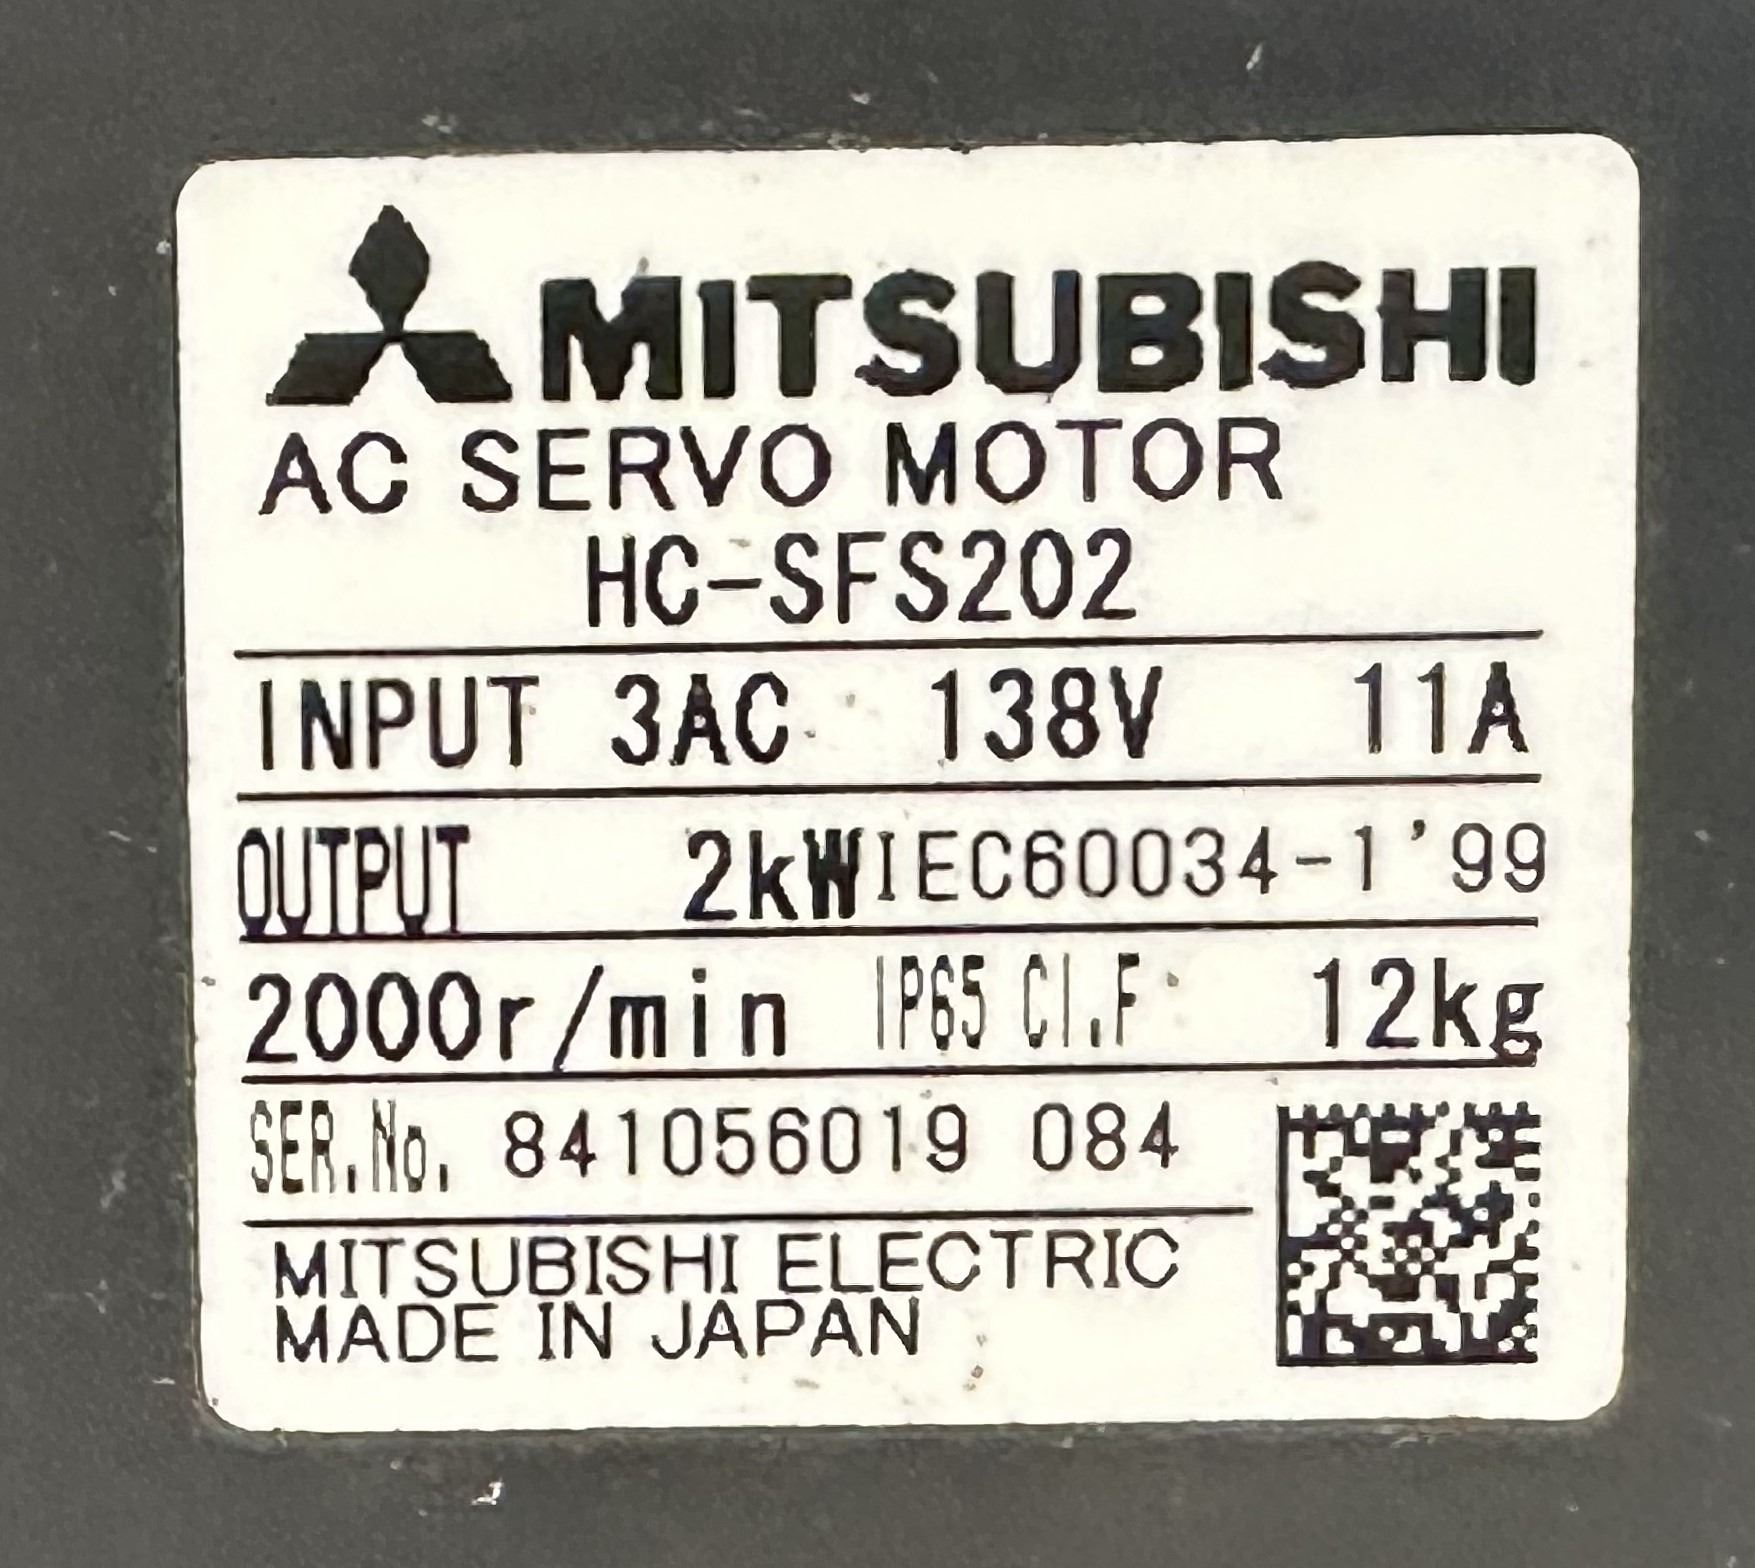 MITSUBISHI
AC SERVO MOTOR
HC-SFS202
INPUT 3AC 138V 11A
OUTPUT 2kW IEC60034-1'99
2000r/min IP65 CI.F 12kg
SER.No. 841056019 084
MITSUBISHI ELECTRIC
MADE IN JAPAN